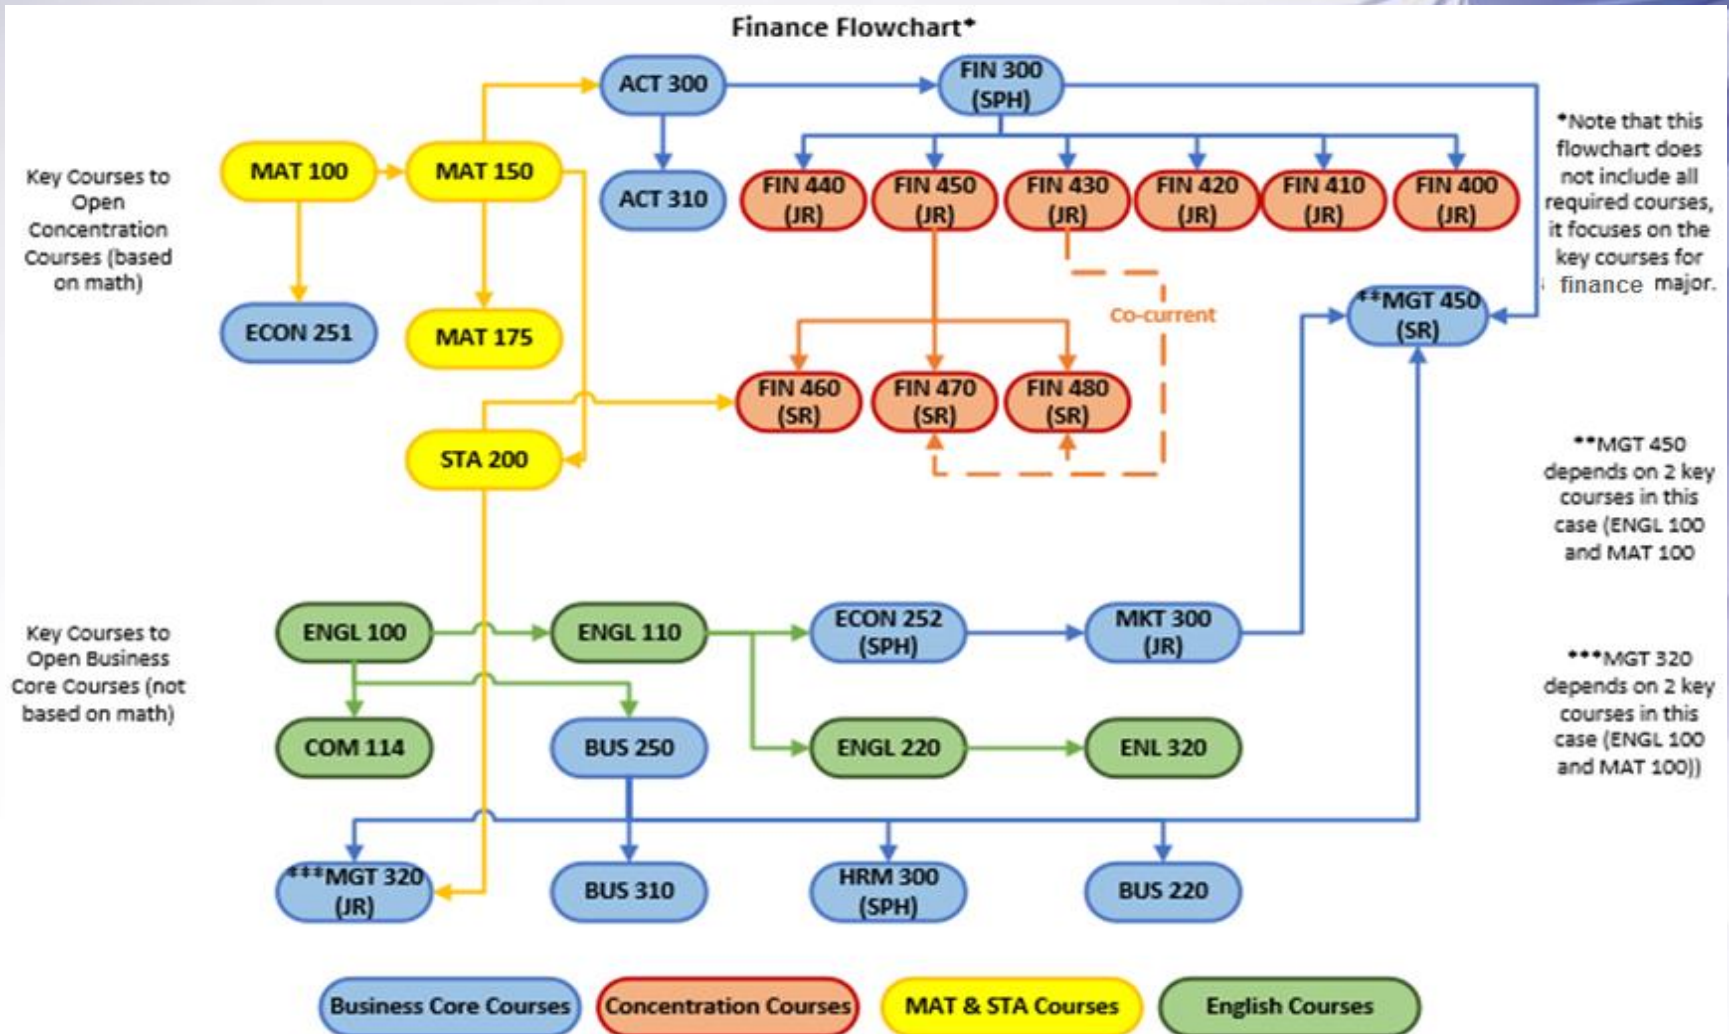 Finance Flowchart*
ACT 300
FIN 300
(SPH)
*Note that this
flowchart does
not include all
required courses,
it focuses on the
key courses for
finance major.
Key Courses to
Open
Concentration
Courses (based
on math)
MAT 100
MAT 150
ACT 310
FIN 440
(JR)
FIN 450
(JR)
FIN 430
(JR)
FIN 420
(JR)
FIN 410
(JR)
FIN 400
(JR)
ECON 251
MAT 175
Co-current
**MGT 450
(SR)
FIN 460
(SR)
FIN 470
(SR)
FIN 480
(SR)
STA 200
**MGT 450
depends on 2 key
courses in this
case (ENGL 100
and MAT 100
Key Courses to
Open Business
Core Courses (not
based on math)
ENGL 100
ENGL 110
ECON 252
(SPH)
MKT 300
(JR)
***MGT 320
depends on 2 key
courses in this
case (ENGL 100
and MAT 100))
COM 114
BUS 250
ENGL 220
ENL 320
***MGT 320
(JR)
BUS 310
HRM 300
(SPH)
BUS 220
Business Core Courses
Concentration Courses
MAT & STA Courses
English Courses